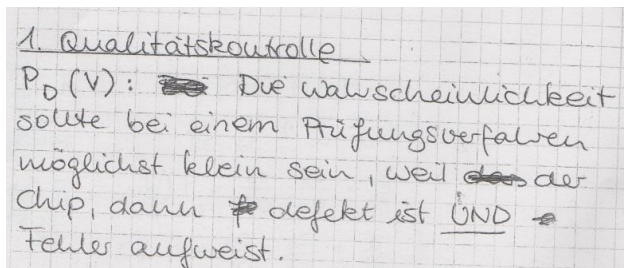 1. Qualitätskontrolle
P_D(V): Die Wahrscheinlichkeit
sollte bei einem Prüfungsverfahren
möglichst klein sein, weil der
Chip, dann defekt ist UND
Fehler aufweist.